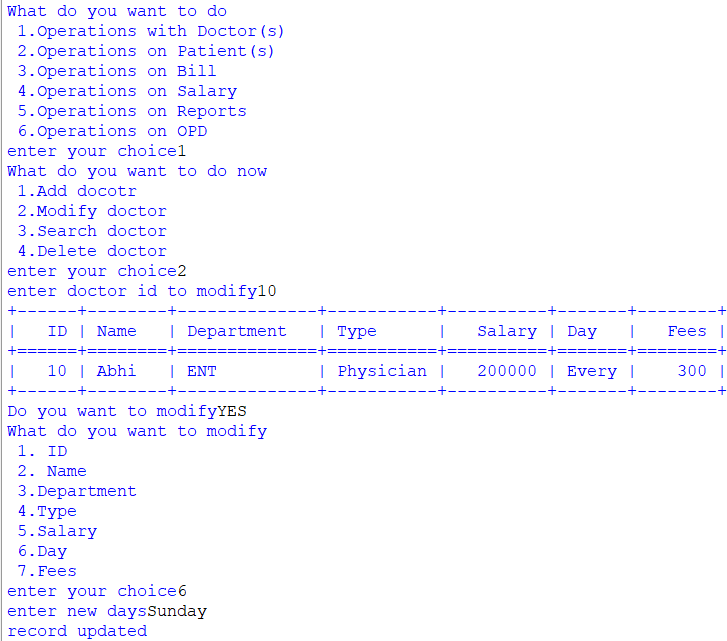 What do you want to do
 1.Operations with Doctor(s)
 2.Operations on Patient(s)
 3.Operations on Bill
 4.Operations on Salary
 5.Operations on Reports
 6.Operations on OPD
enter your choice1
What do you want to do now
 1.Add docotr
 2.Modify doctor
 3.Search doctor
 4.Delete doctor
enter your choice2
enter doctor id to modify10
+------+--------+--------------+-----------+----------+-------+--------+
|   ID | Name   | Department   | Type      |   Salary | Day   |   Fees |
+======+========+==============+===========+==========+=======+========+
|   10 | Abhi   | ENT          | Physician |   200000 | Every |    300 |
+------+--------+--------------+-----------+----------+-------+--------+
Do you want to modifyYES
What do you want to modify
 1. ID
 2. Name
 3.Department
 4.Type
 5.Salary
 6.Day
 7.Fees
enter your choice6
enter new daysSunday
record updated